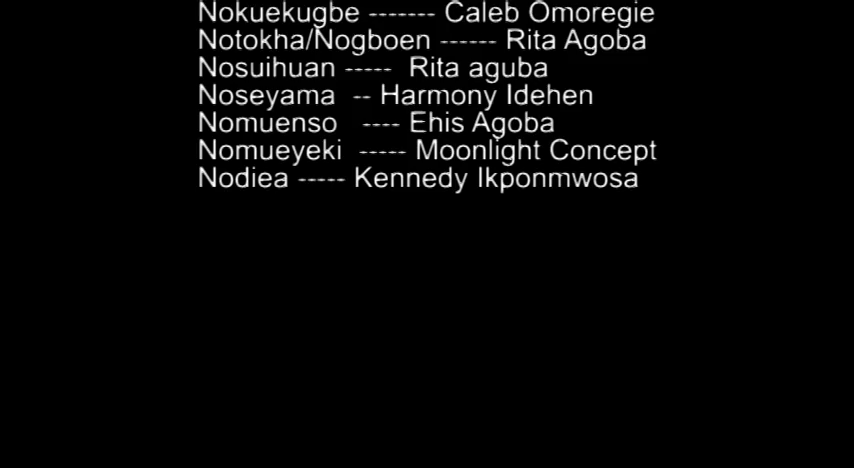 Nokuekugbe ------- Caleb Omoregie
Notokha/Nogboen ------ Rita Agoba
Nosuihuan -----  Rita aguba
Noseyama  -- Harmony Idehen
Nomuenso   ---- Ehis Agoba
Nomueyeki  ----- Moonlight Concept
Nodiea ----- Kennedy Ikponmwosa